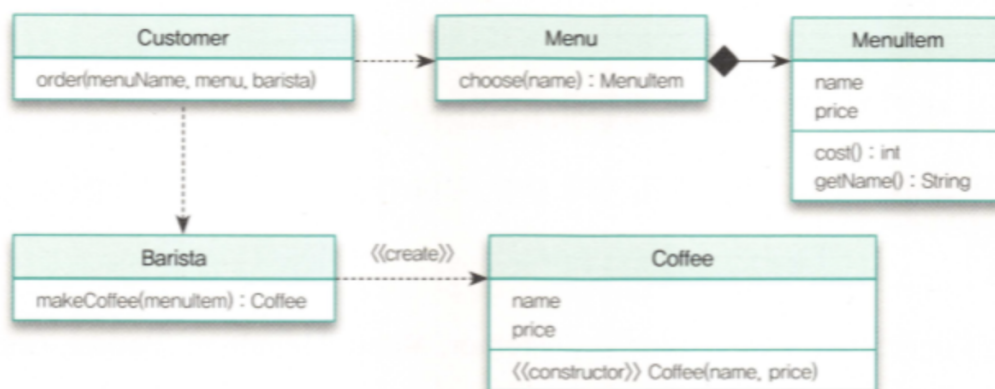 Customer
order(menuName, menu, barista)
Menu
choose(name) : MenuItem
MenuItem
name
price
cost() : int
getName() : String
Barista
makeCoffee(menuItem) : Coffee
《create》
Coffee
name
price
《constructor》 Coffee(name, price)